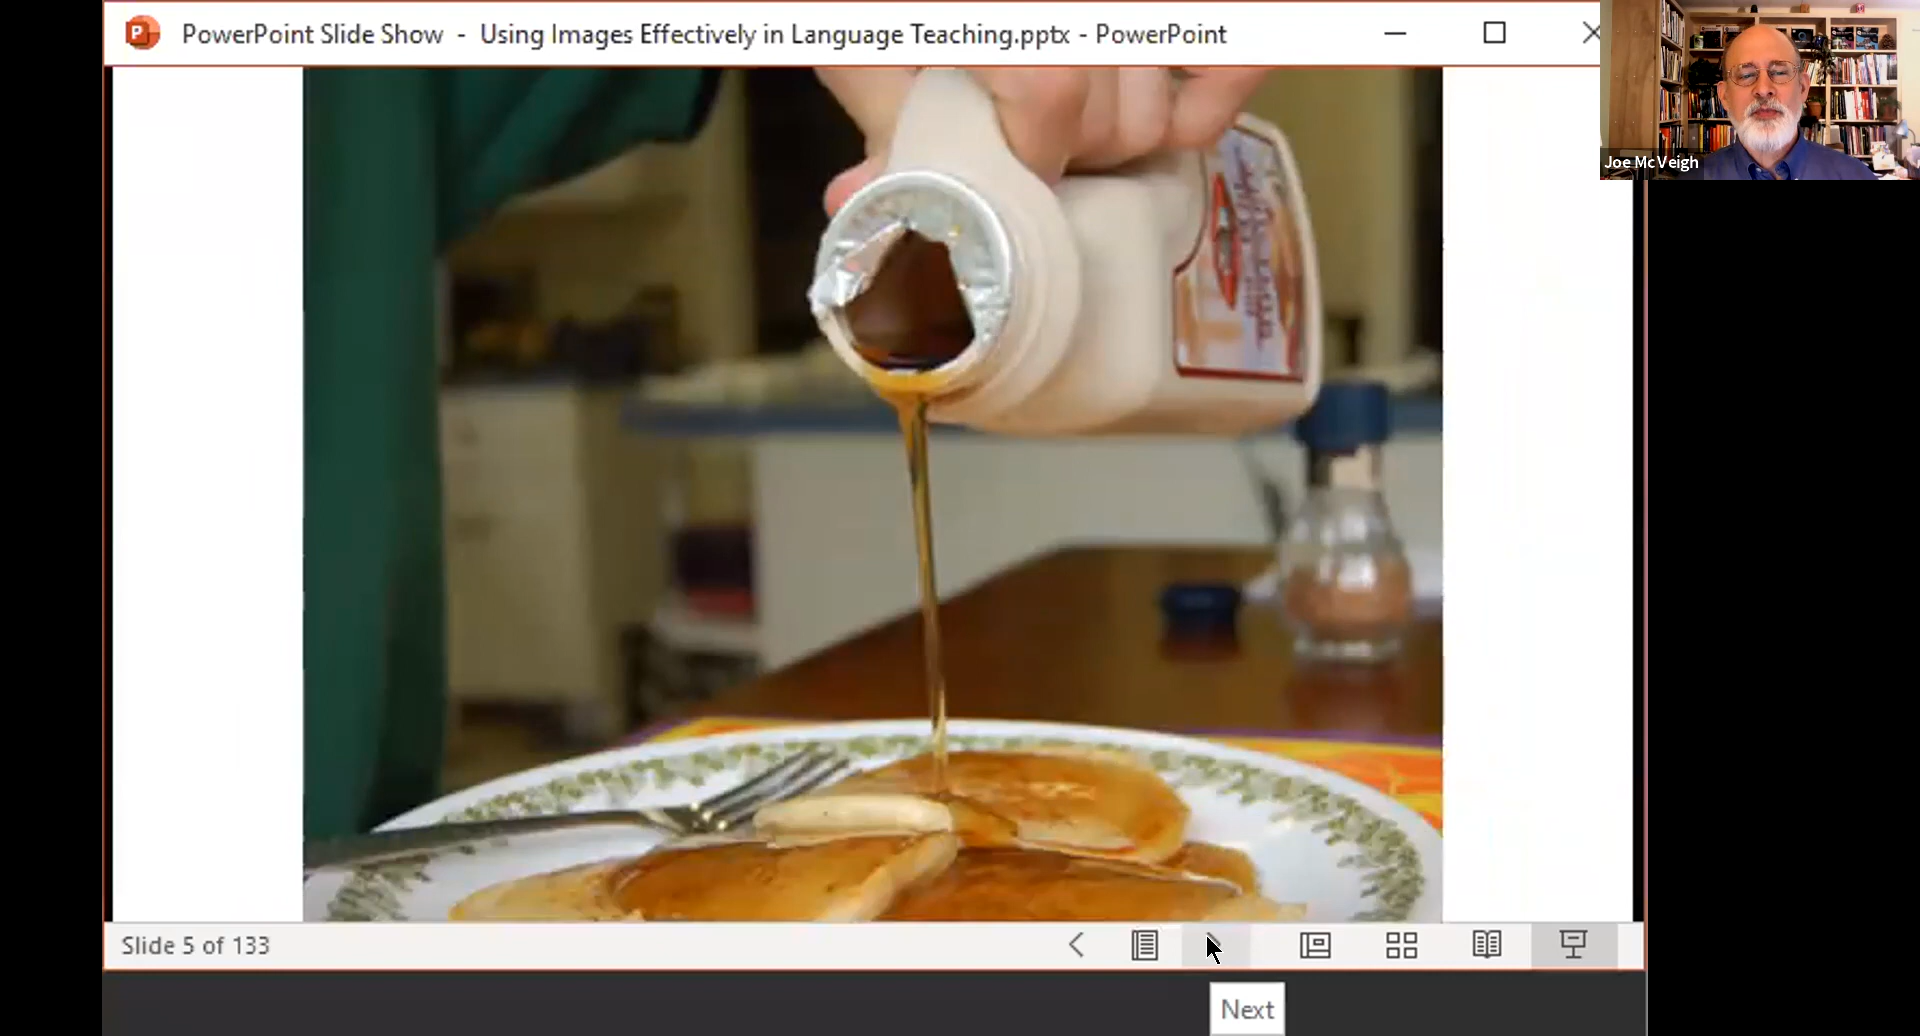 PowerPoint Slide Show - Using Images Effectively in Language Teaching.pptx - PowerPoint
Joe McVeigh
Slide 5 of 133
Next